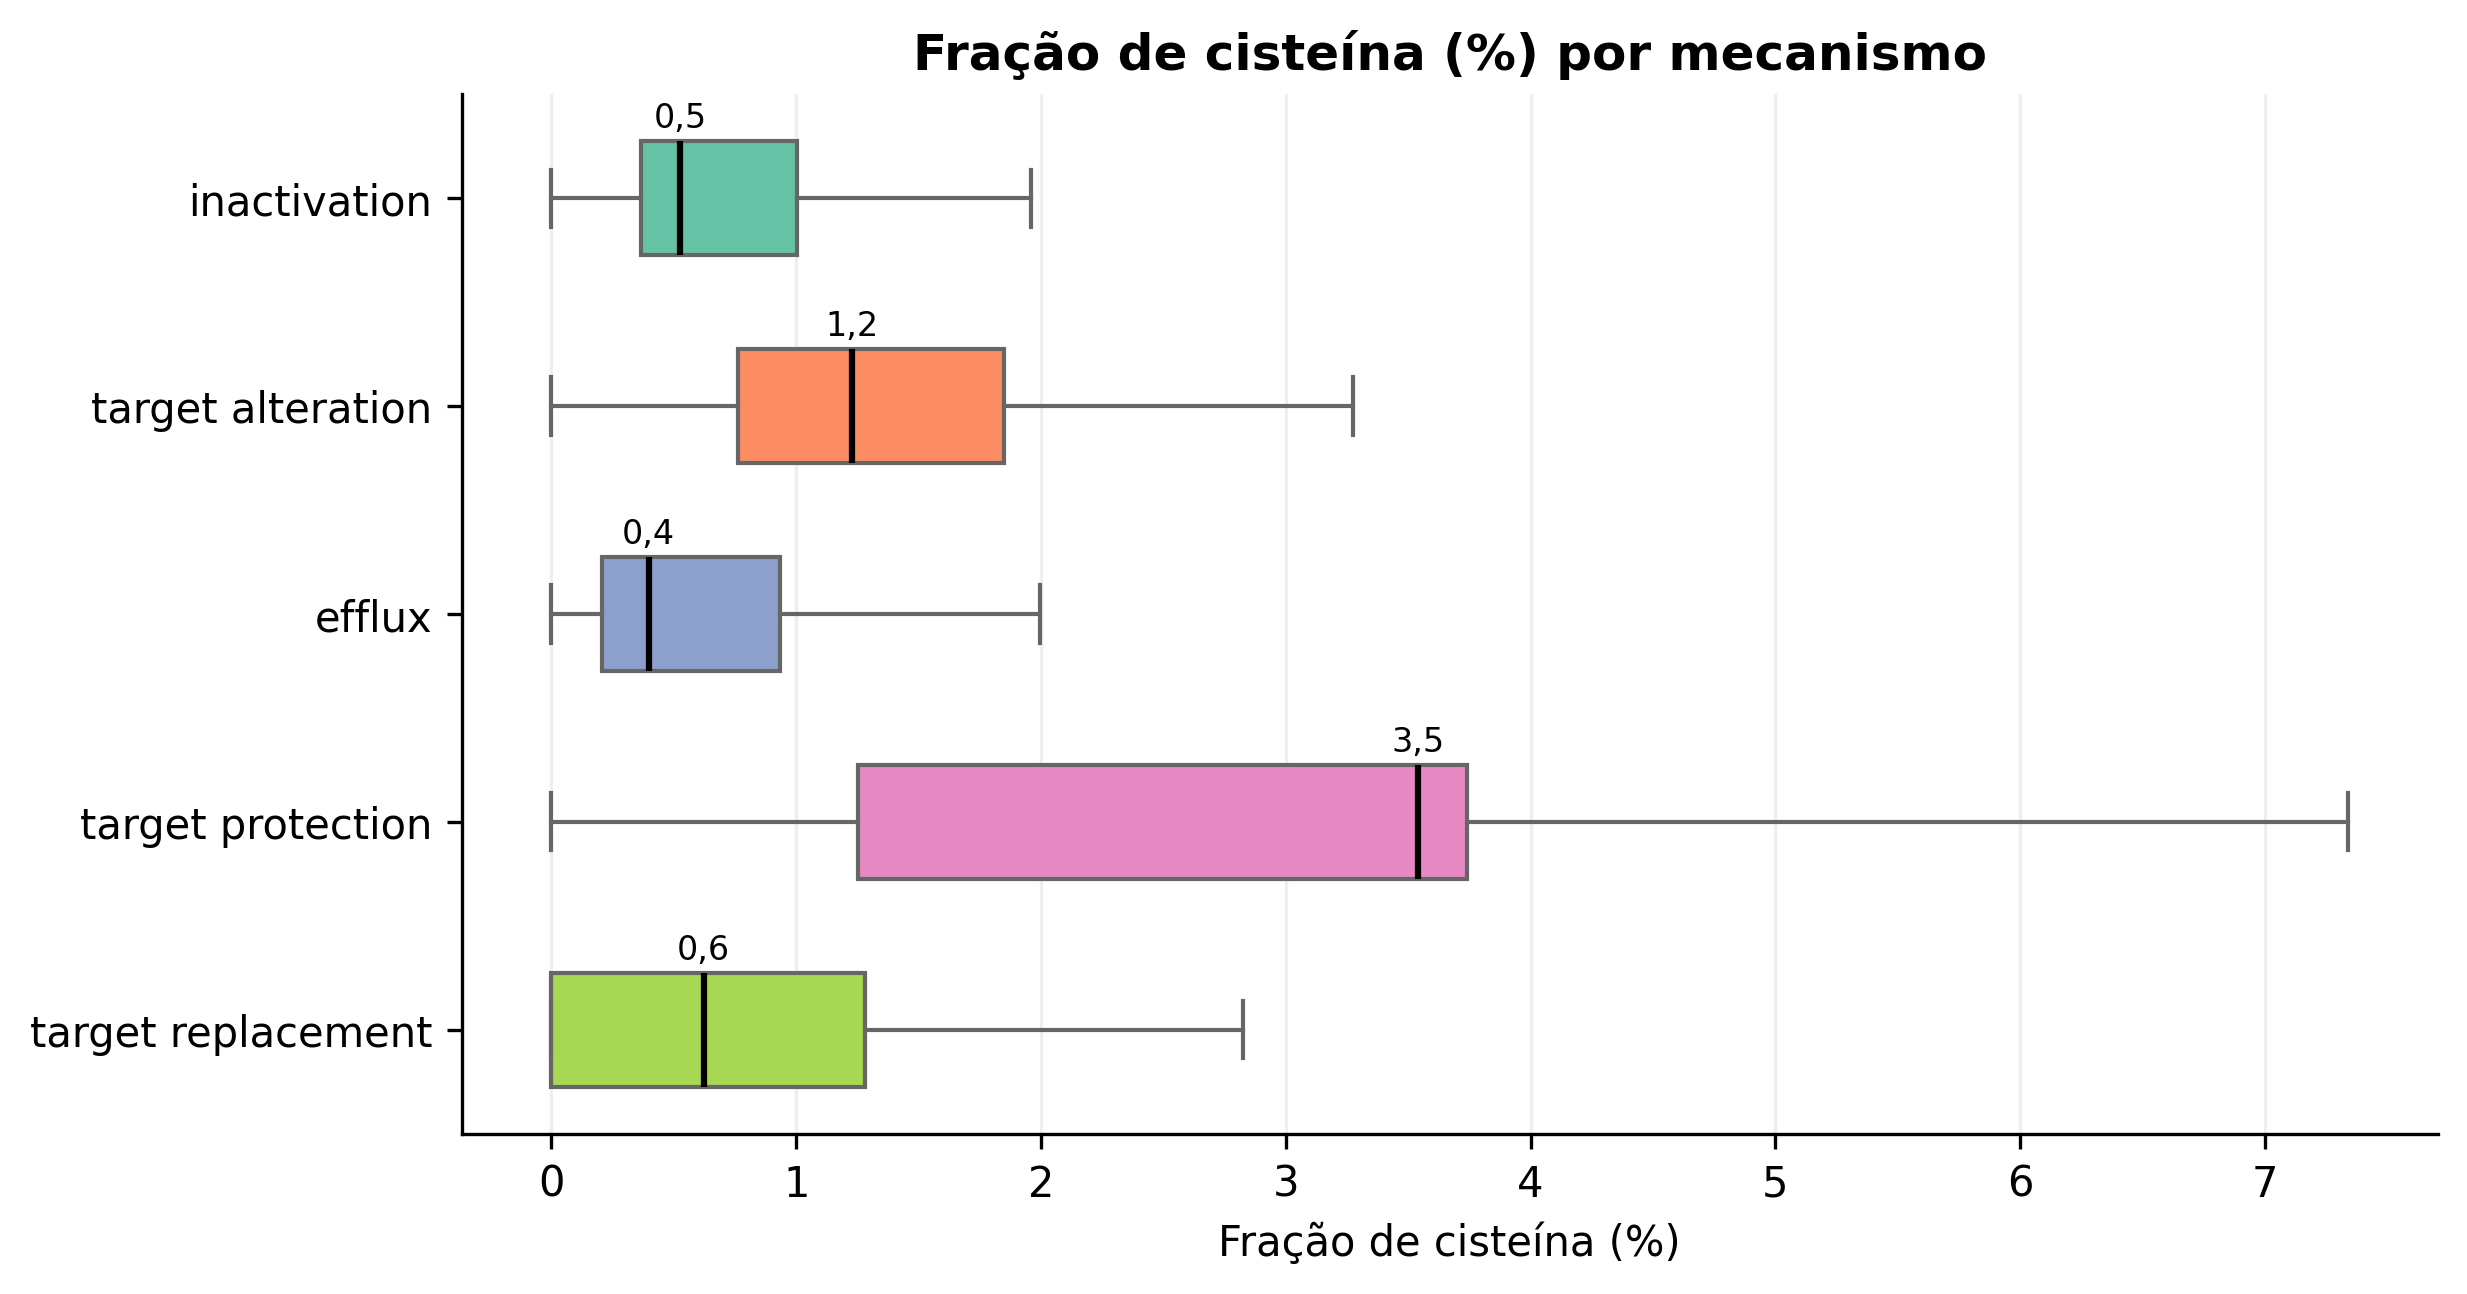 Fração de cisteína (%) por mecanismo
0,5
inactivation
1,2
target alteration
0,4
efflux
3,5
target protection
0,6
target replacement
0 1 2 3 4 5 6 7
Fração de cisteína (%)